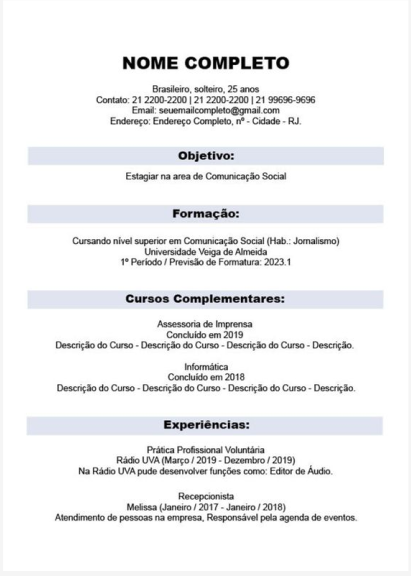 NOME COMPLETO
Brasileiro, solteiro, 25 anos
Contato: 21 2200-2200 | 21 2200-2200 | 21 99696-9696
Email: seuemailcompleto@gmail.com
Endereço: Endereço Completo, nº - Cidade - RJ.
Objetivo:
Estagiar na area de Comunicação Social
Formação:
Cursando nível superior em Comunicação Social (Hab.: Jornalismo)
Universidade Veiga de Almeida
1º Período / Previsão de Formatura: 2023.1
Cursos Complementares:
Assessoria de Imprensa
Concluído em 2019
Descrição do Curso - Descrição do Curso - Descrição do Curso - Descrição.
Informática
Concluído em 2018
Descrição do Curso - Descrição do Curso - Descrição do Curso - Descrição.
Experiências:
Prática Profissional Voluntária
Rádio UVA (Março / 2019 - Dezembro / 2019)
Na Rádio UVA pude desenvolver funções como: Editor de Áudio.
Recepcionista
Melissa (Janeiro / 2017 - Janeiro / 2018)
Atendimento de pessoas na empresa, Responsável pela agenda de eventos.